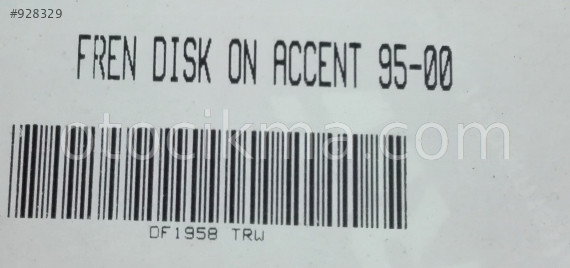 #928329
FREN DISK ON ACCENT 95-00
otocikma.com
DF1958 TRW